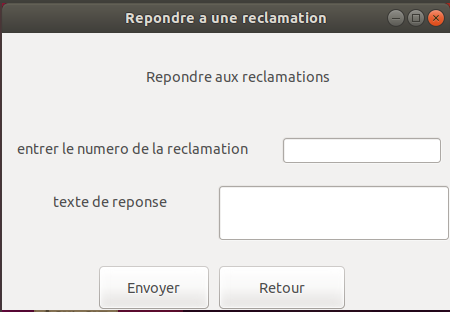 Repondre a une reclamation
Repondre aux reclamations
entrer le numero de la reclamation
texte de reponse
Envoyer
Retour